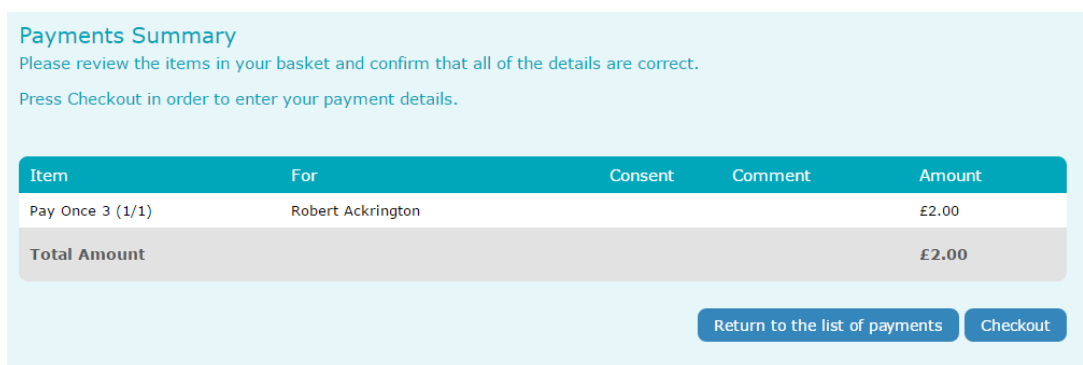 Payments Summary
Please review the items in your basket and confirm that all of the details are correct.
Press Checkout in order to enter your payment details.
Item For Consent Comment Amount
Pay Once 3 (1/1) Robert Ackrington £2.00
Total Amount £2.00
Return to the list of payments Checkout